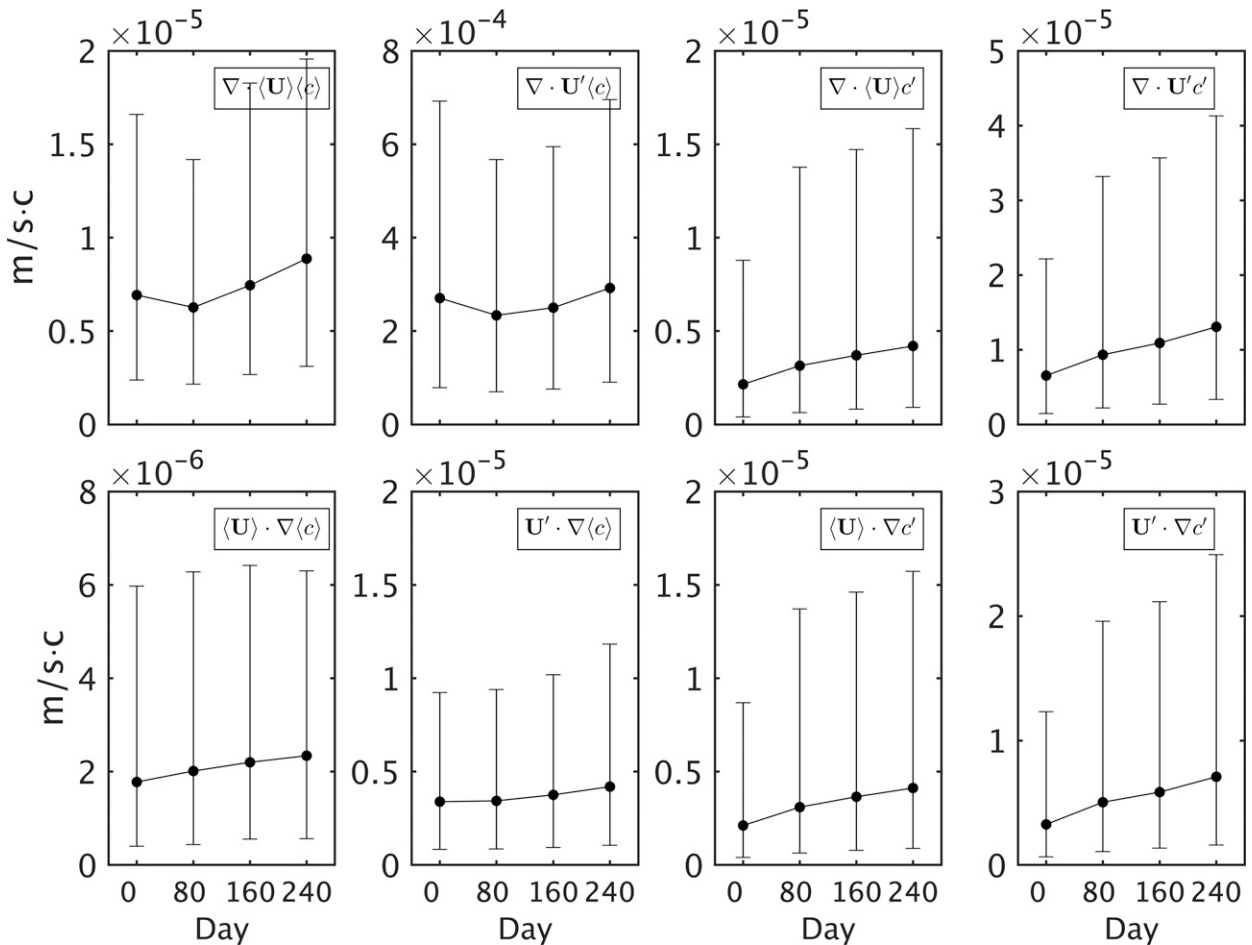 ×10⁻⁵ ×10⁻⁴ ×10⁻⁵ ×10⁻⁵
2 8 2 5
∇ · ⟨U⟩⟨c⟩ ∇ · U′⟨c⟩ ∇ · ⟨U⟩c′ ∇ · U′c′
4
1.5 6 1.5
3
1 4 1
2
0.5 2 0.5
1
0 0 0 0
m/s·c
×10⁻⁶ ×10⁻⁵ ×10⁻⁵ ×10⁻⁵
8 2 2 3
⟨U⟩ · ∇⟨c⟩ U′ · ∇⟨c⟩ ⟨U⟩ · ∇c′ U′ · ∇c′
6 1.5 1.5
2
4 1 1
1
2 0.5 0.5
0 0 0 0
m/s·c
0 80 160 240 0 80 160 240 0 80 160 240 0 80 160 240
Day Day Day Day